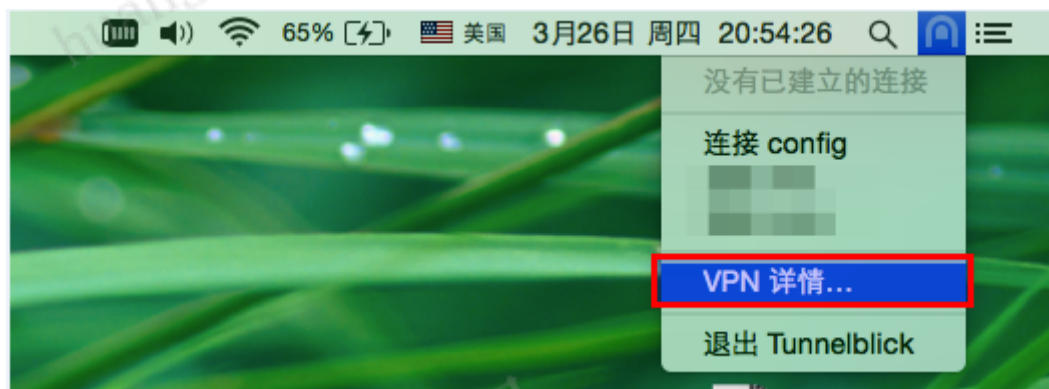 65% 美国 3月26日 周四 20:54:26
没有已建立的连接
连接 config
VPN 详情...
退出 Tunnelblick